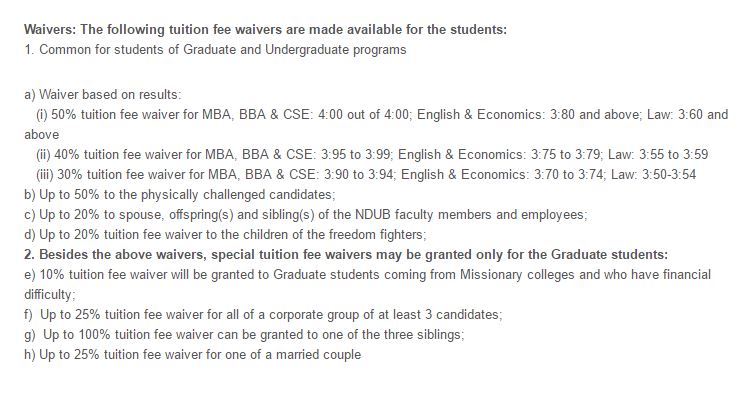 Waivers: The following tuition fee waivers are made available for the students:
1. Common for students of Graduate and Undergraduate programs
a) Waiver based on results:
(i) 50% tuition fee waiver for MBA, BBA & CSE: 4:00 out of 4:00; English & Economics: 3:80 and above; Law: 3:60 and
above
(ii) 40% tuition fee waiver for MBA, BBA & CSE: 3:95 to 3:99; English & Economics: 3:75 to 3:79; Law: 3:55 to 3:59
(iii) 30% tuition fee waiver for MBA, BBA & CSE: 3:90 to 3:94; English & Economics: 3:70 to 3:74; Law: 3:50-3:54
b) Up to 50% to the physically challenged candidates;
c) Up to 20% to spouse, offspring(s) and sibling(s) of the NDUB faculty members and employees;
d) Up to 20% tuition fee waiver to the children of the freedom fighters;
2. Besides the above waivers, special tuition fee waivers may be granted only for the Graduate students:
e) 10% tuition fee waiver will be granted to Graduate students coming from Missionary colleges and who have financial
difficulty;
f) Up to 25% tuition fee waiver for all of a corporate group of at least 3 candidates;
g) Up to 100% tuition fee waiver can be granted to one of the three siblings;
h) Up to 25% tuition fee waiver for one of a married couple